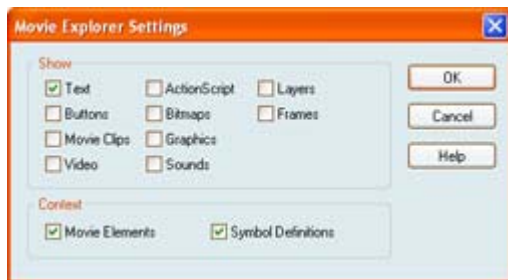 Movie Explorer Settings
Show
Text ActionScript Layers
Buttons Bitmaps Frames
Movie Clips Graphics
Video Sounds
OK
Cancel
Help
Context
Movie Elements Symbol Definitions